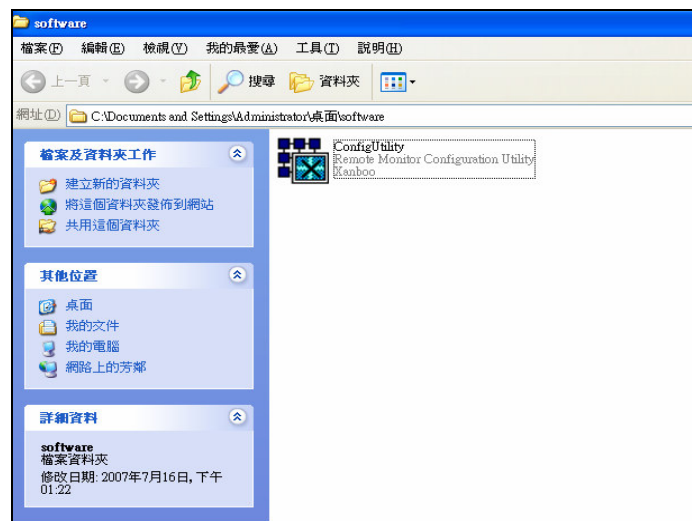 software
檔案(F) 編輯(E) 檢視(V) 我的最愛(A) 工具(T) 說明(H)
上一頁 搜尋 資料夾
網址(D) C:\Documents and Settings\Administrator\桌面\software
檔案及資料夾工作
建立新的資料夾
將這個資料夾發佈到網站
共用這個資料夾
其他位置
桌面
我的文件
我的電腦
網路上的芳鄰
詳細資料
software
檔案資料夾
修改日期: 2007年7月16日, 下午
01:22
ConfigUtility
Remote Monitor Configuration Utility
Xanboo